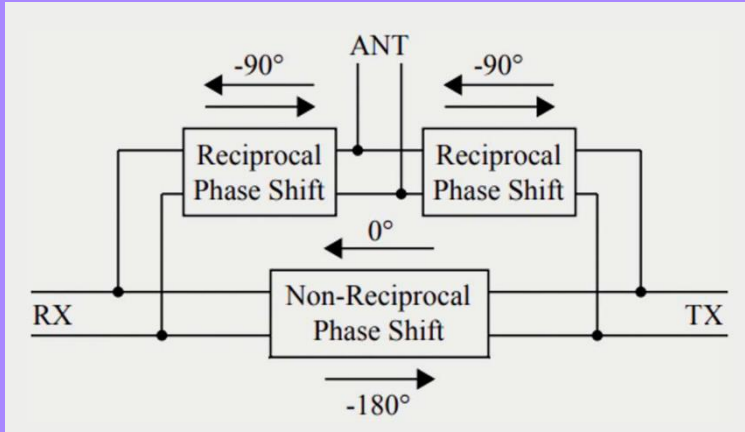 ANT
-90°
-90°
Reciprocal
Phase Shift
Reciprocal
Phase Shift
0°
Non-Reciprocal
Phase Shift
RX
TX
-180°